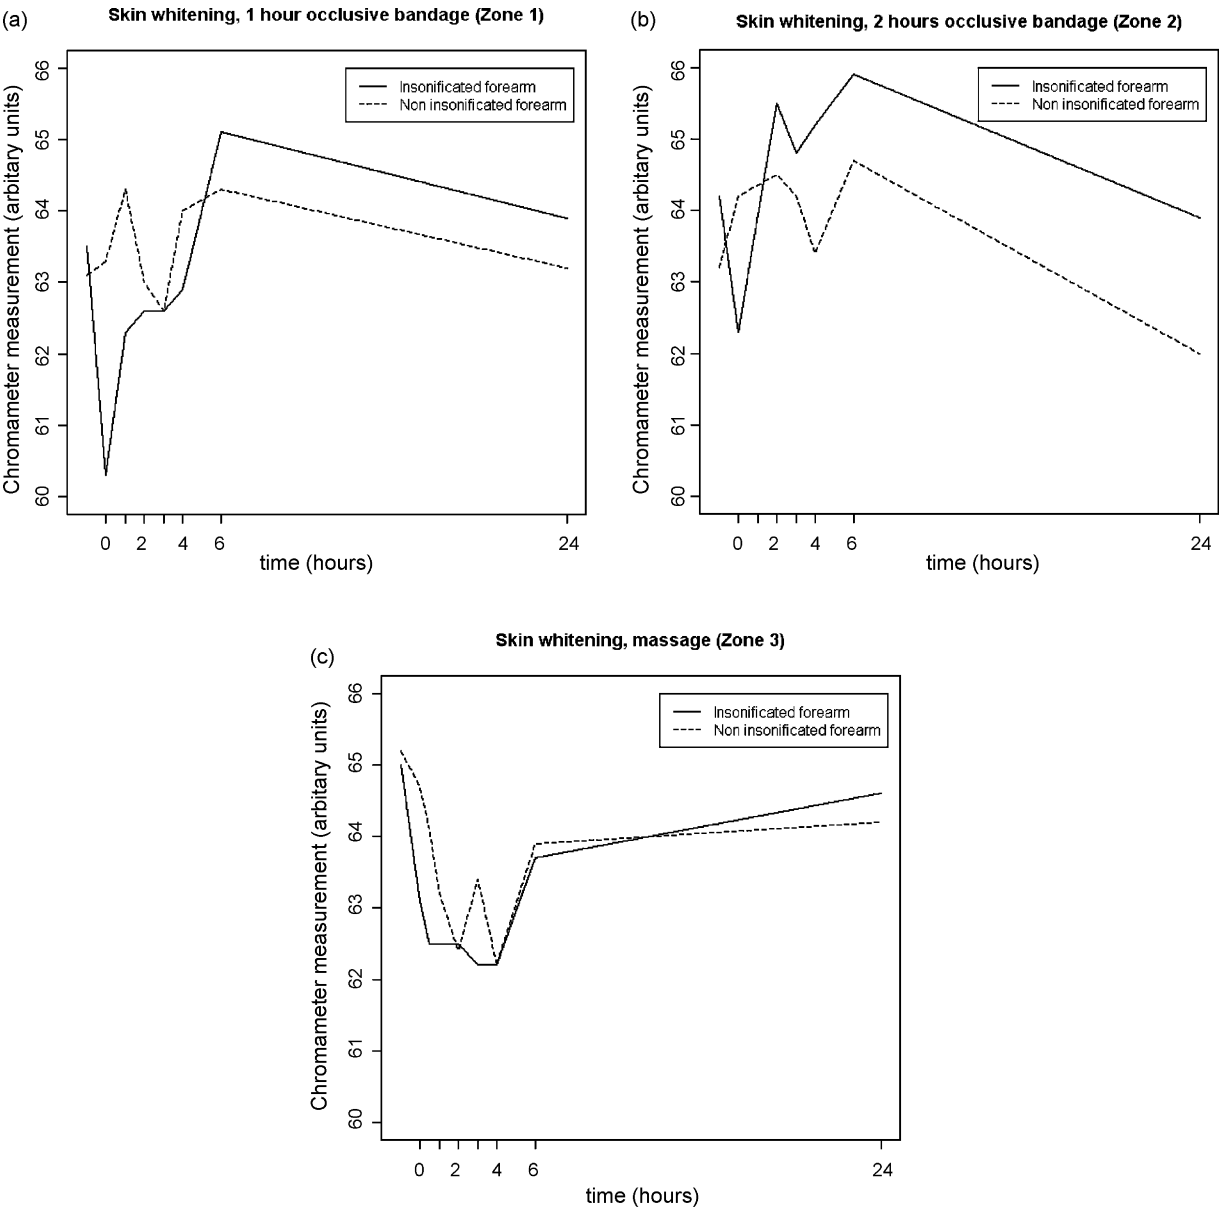 (a)
Skin whitening, 1 hour occlusive bandage (Zone 1)
Chromameter measurement (arbitary units)
66
65
64
63
62
61
60
Insonificated forearm
Non insonificated forearm
0 2 4 6 24
time (hours)
(b)
Skin whitening, 2 hours occlusive bandage (Zone 2)
Chromameter measurement (arbitary units)
66
65
64
63
62
61
60
Insonificated forearm
Non insonificated forearm
0 2 4 6 24
time (hours)
(c)
Skin whitening, massage (Zone 3)
Chromameter measurement (arbitary units)
66
65
64
63
62
61
60
Insonificated forearm
Non insonificated forearm
0 2 4 6 24
time (hours)